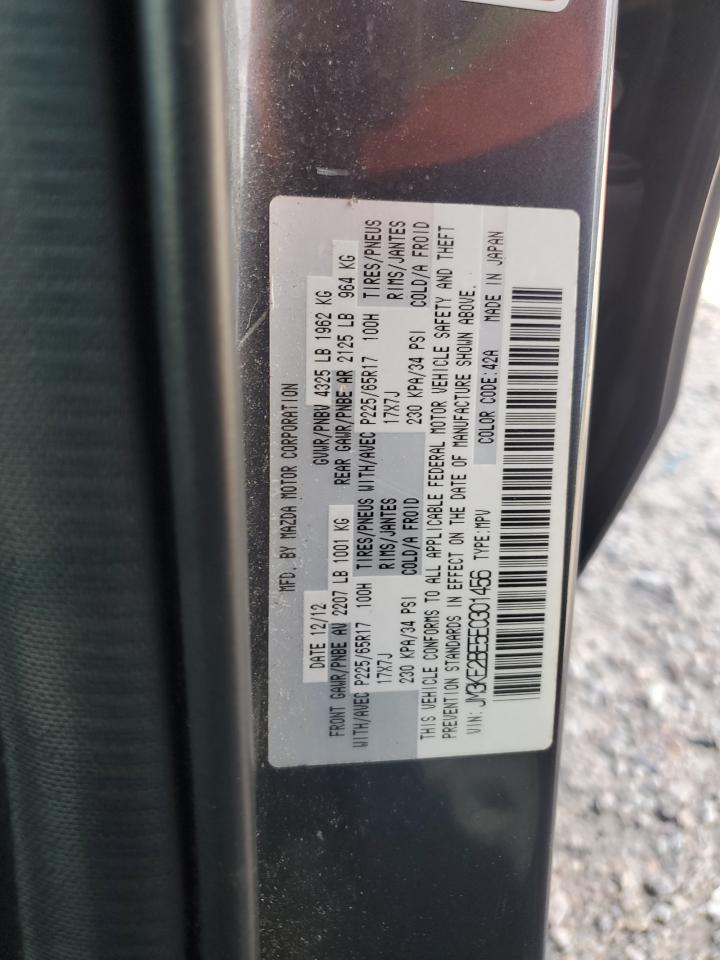 MFD. BY MAZDA MOTOR CORPORATION
DATE 12/12 GVWR/PNBV 4325 LB 1962 KG
FRONT GAWR/PNBE AV 2207 LB 1001 KG REAR GAWR/PNBE AR 2125 LB 964 KG
WITH/AVEC P225/65R17 100H TIRES/PNEUS WITH/AVEC P225/65R17 100H TIRES/PNEUS
17X7J RIMS/JANTES 17X7J RIMS/JANTES
230 KPA/34 PSI COLD/A FROID 230 KPA/34 PSI COLD/A FROID
THIS VEHICLE CONFORMS TO ALL APPLICABLE FEDERAL MOTOR VEHICLE SAFETY AND THEFT
PREVENTION STANDARDS IN EFFECT ON THE DATE OF MANUFACTURE SHOWN ABOVE.
VIN: JM3KE2BE5E0301456 TYPE:MPV COLOR CODE:42A MADE IN JAPAN